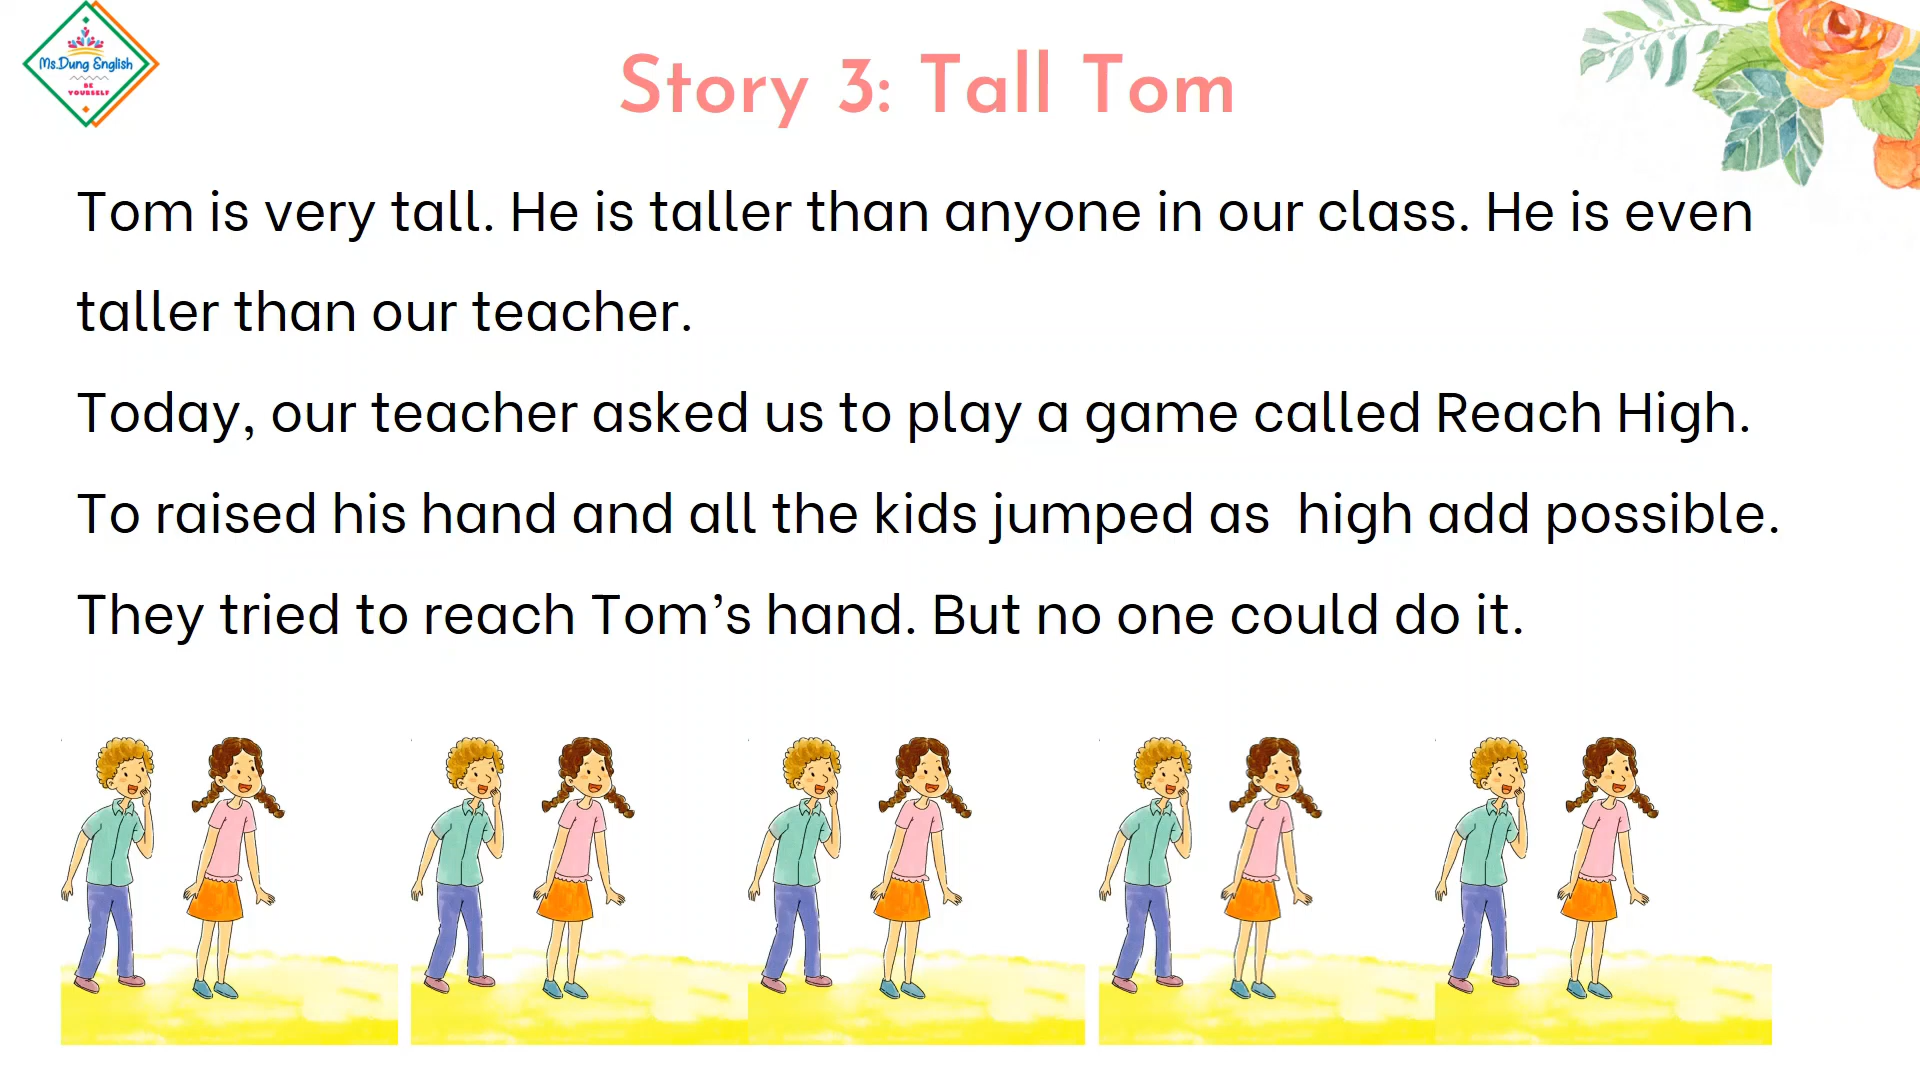 Ms.Dung English
BE
YOURSELF
Story 3: Tall Tom
Tom is very tall. He is taller than anyone in our class. He is even
taller than our teacher.
Today, our teacher asked us to play a game called Reach High.
To raised his hand and all the kids jumped as  high add possible.
They tried to reach Tom’s hand. But no one could do it.